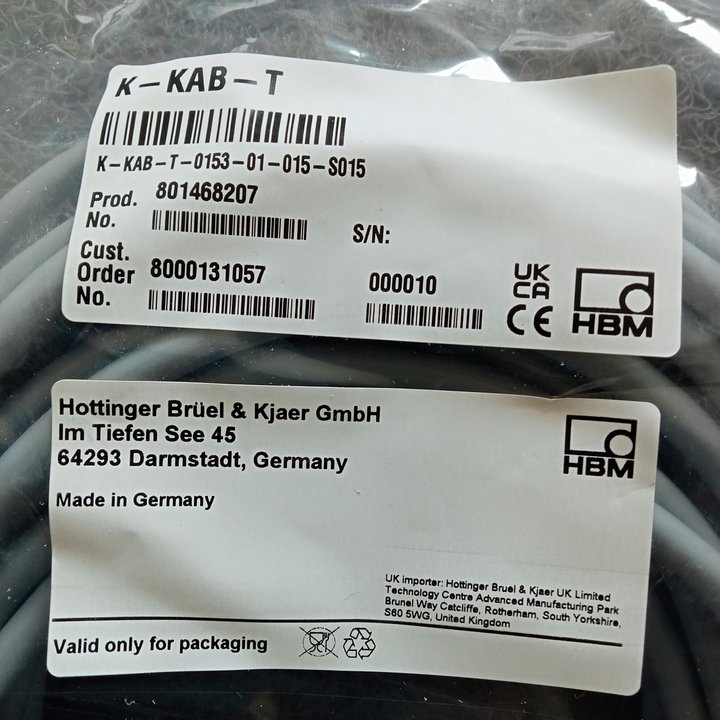 K-KAB-T
K-KAB-T-0153-01-015-S015
Prod. No. 801468207
S/N:
Cust. Order No. 8000131057
000010
UK CA
CE
HBM
Hottinger Brüel & Kjaer GmbH
Im Tiefen See 45
64293 Darmstadt, Germany
HBM
Made in Germany
UK importer: Hottinger Bruel & Kjaer UK Limited
Technology Centre Advanced Manufacturing Park
Brunel Way Catcliffe, Rotherham, South Yorkshire,
S60 5WG, United Kingdom
Valid only for packaging